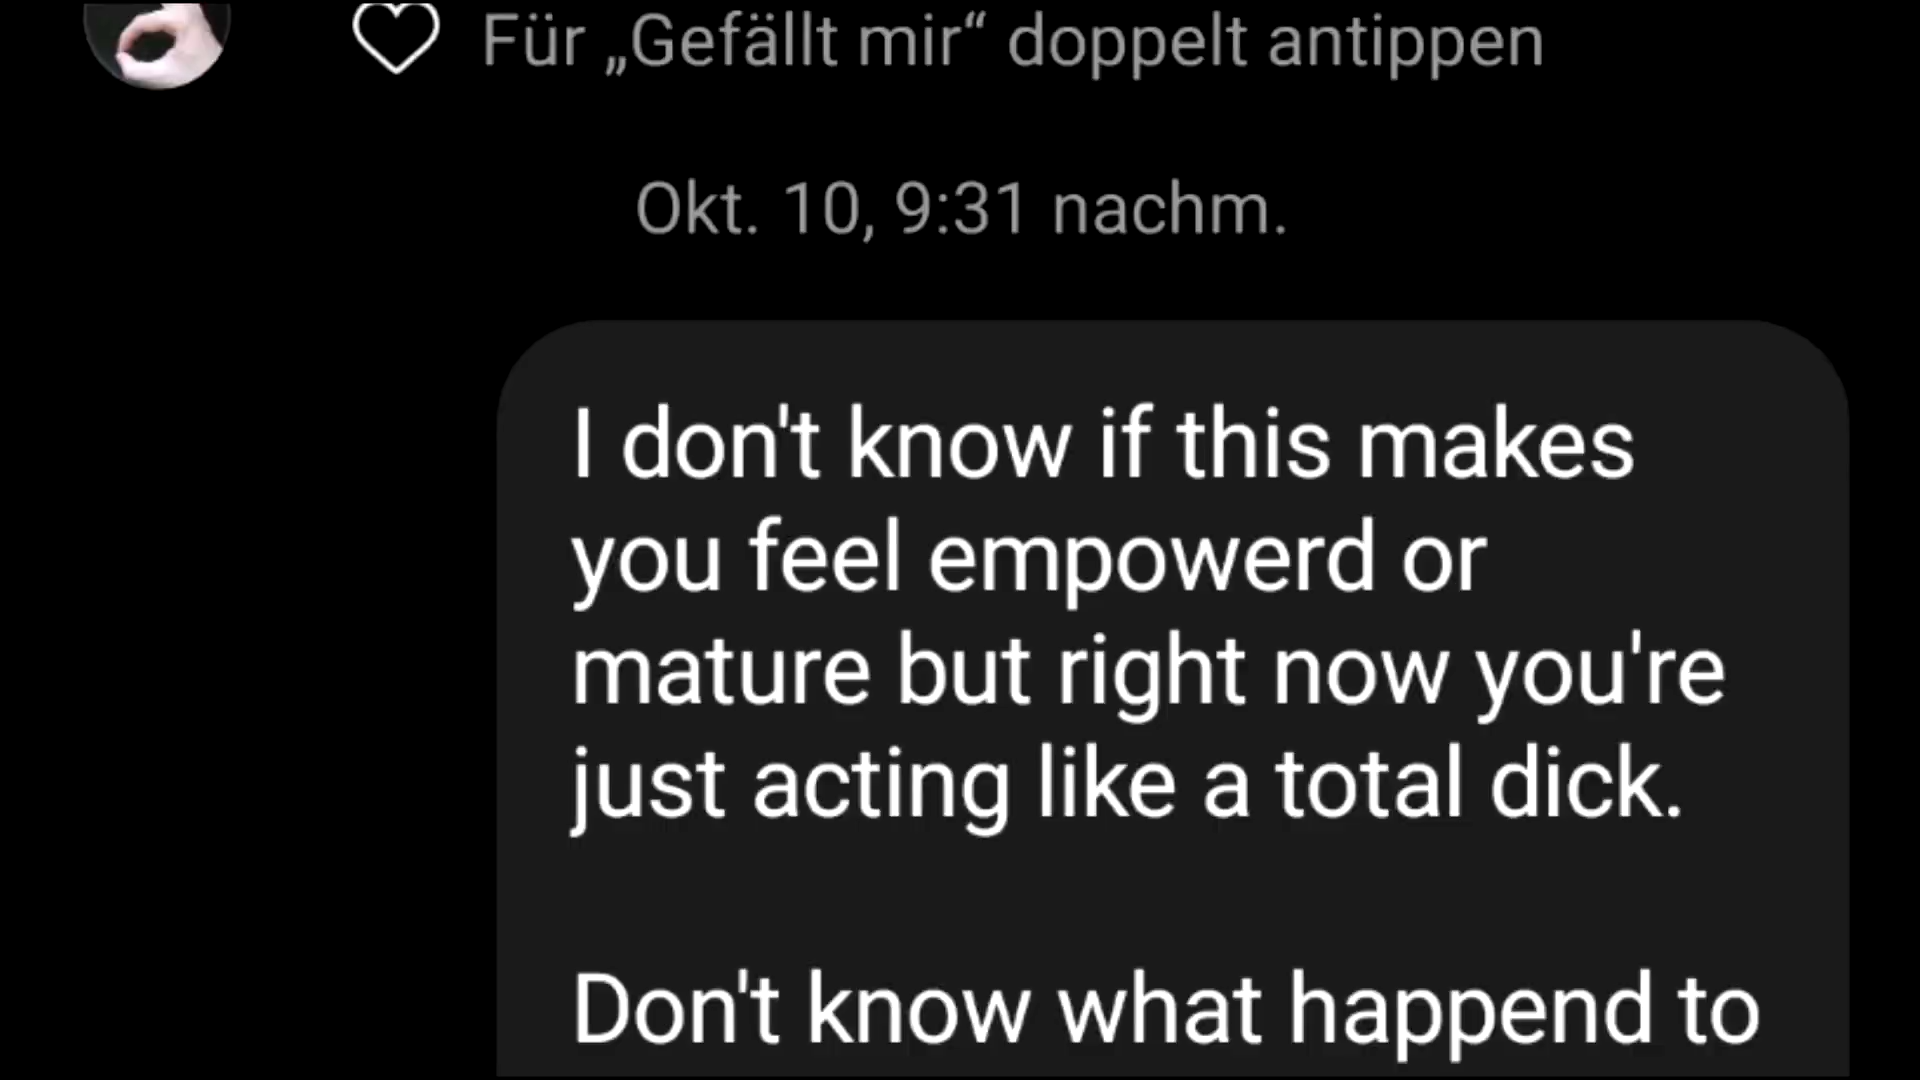 Für „Gefällt mir“ doppelt antippen
Okt. 10, 9:31 nachm.
I don't know if this makes
you feel empowerd or
mature but right now you're
just acting like a total dick.
Don't know what happend to